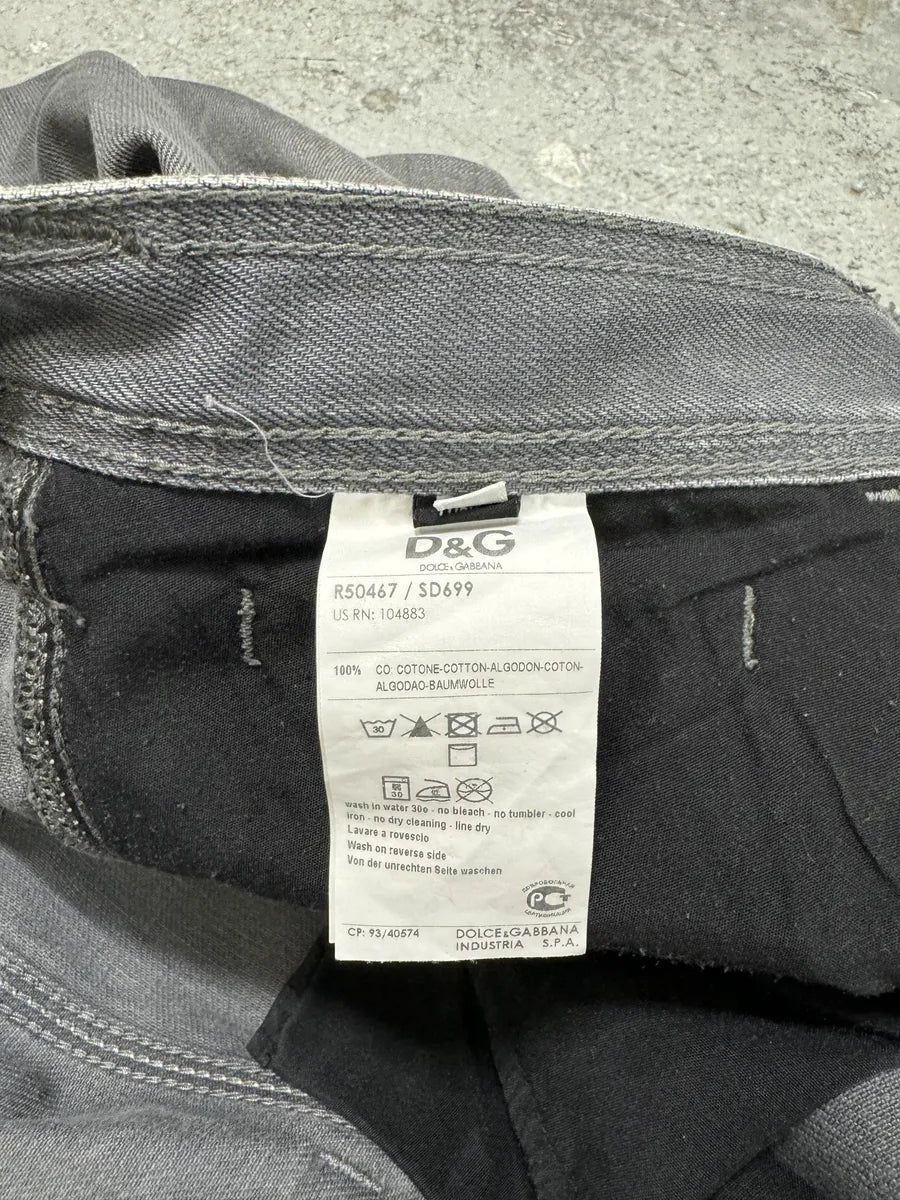 D&G
DOLCE&GABBANA
R50467 / SD699
US RN: 104883
100% CO: COTONE-COTTON-ALGODON-COTON-
ALGODAO-BAUMWOLLE
30
30
wash in water 30o - no bleach - no tumbler - cool
iron - no dry cleaning - line dry
Lavare a rovescio
Wash on reverse side
Von der unrechten Seite waschen
PCT
CP: 93/40574 DOLCE&GABBANA
INDUSTRIA S.P.A.